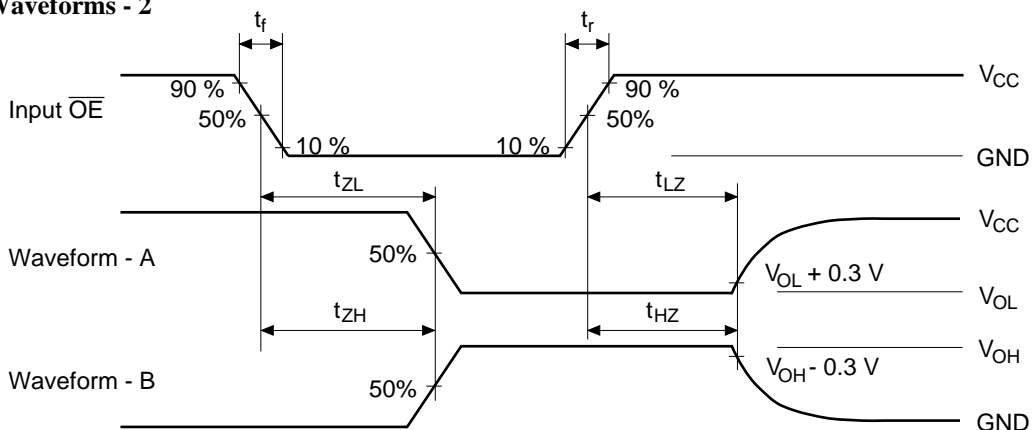 Waveforms - 2
tf
tr
90 %
90 %
VCC
Input OE
50%
50%
10 %
10 %
GND
tZL
tLZ
VCC
Waveform - A
50%
VOL + 0.3 V
VOL
tZH
tHZ
VOH
VOH - 0.3 V
Waveform - B
50%
GND